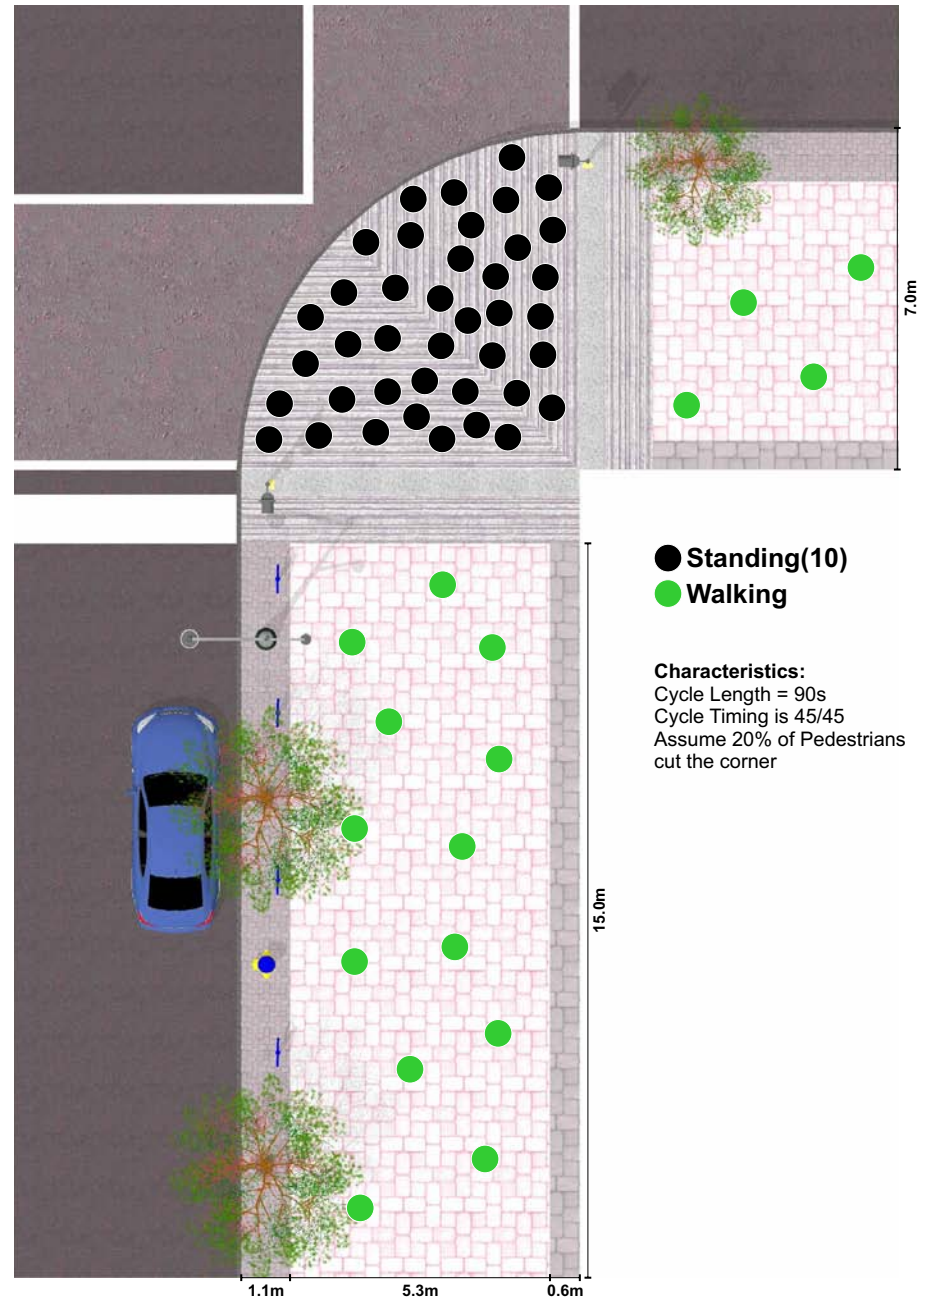 7.0m
Standing(10)
Walking
Characteristics:
Cycle Length = 90s
Cycle Timing is 45/45
Assume 20% of Pedestrians
cut the corner
15.0m
1.1m
5.3m
0.6m